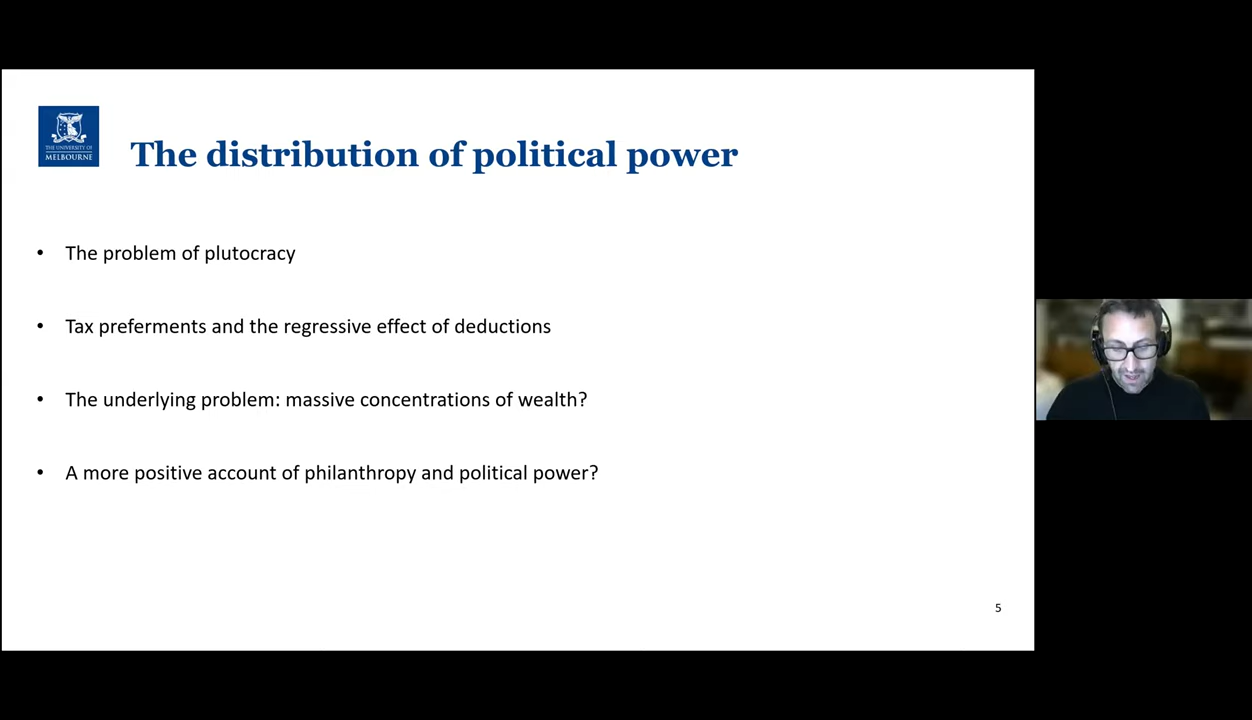 THE UNIVERSITY OF
MELBOURNE
The distribution of political power
• The problem of plutocracy
• Tax preferments and the regressive effect of deductions
• The underlying problem: massive concentrations of wealth?
• A more positive account of philanthropy and political power?
5